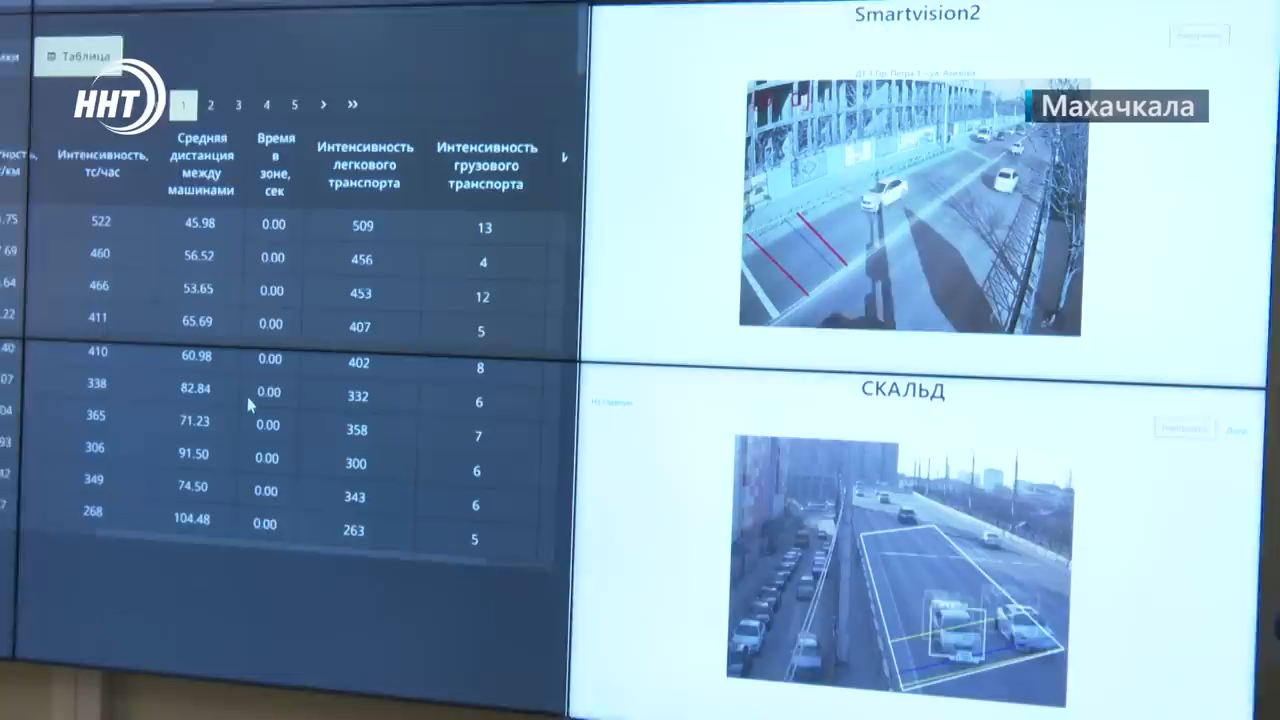 Smartvision2
Таблица
ННТ
Махачкала
1 2 3 4 5 › »
Интенсивность,
тс/час
Средняя
дистанция
между
машинами
Время
в
зоне,
сек
Интенсивность
легкового
транспорта
Интенсивность
грузового
транспорта
522 45.98 0.00 509 13
460 56.52 0.00 456 4
466 53.65 0.00 453 12
411 65.69 0.00 407 5
410 60.98 0.00 402 8
338 82.84 0.00 332 6
365 71.23 0.00 358 7
306 91.50 0.00 300 6
349 74.50 0.00 343 6
268 104.48 0.00 263 5
СКАЛЬД
На главную